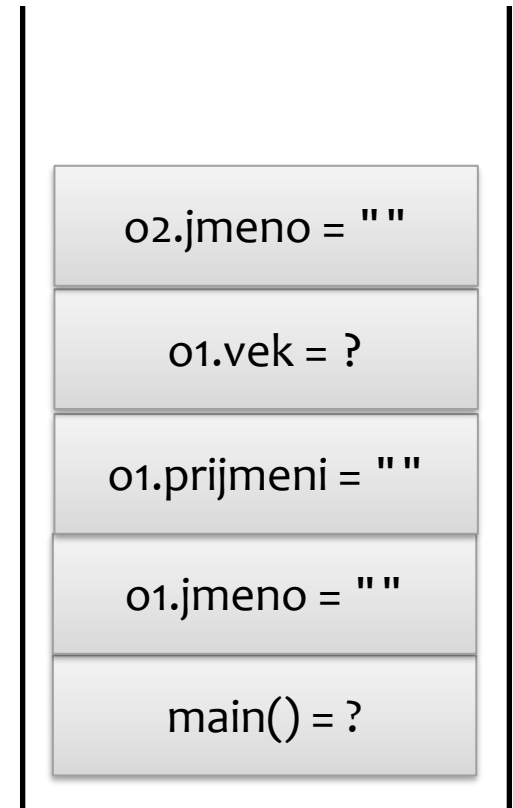 o2.jmeno = ""
o1.vek = ?
o1.prijmeni = ""
o1.jmeno = ""
main() = ?